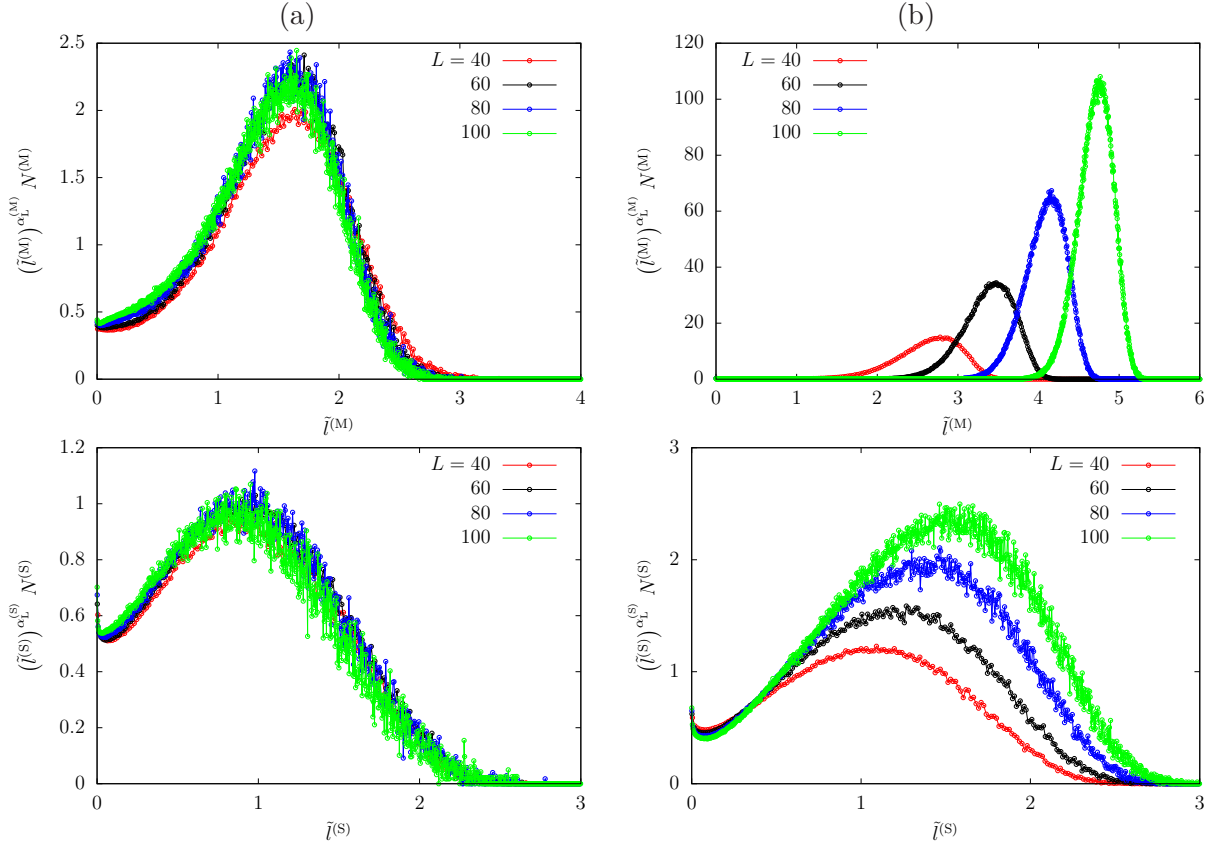 (a)
(b)
2.5
2
1.5
1
0.5
0
0 1 2 3 4
(l̃^(M))^α_L^(M) N^(M)
l̃^(M)
L = 40
60
80
100
120
100
80
60
40
20
0
0 1 2 3 4 5 6
(l̃^(M))^α_L^(M) N^(M)
l̃^(M)
L = 40
60
80
100
1.2
1
0.8
0.6
0.4
0.2
0
0 1 2 3
(l̃^(S))^α_L^(S) N^(S)
l̃^(S)
L = 40
60
80
100
3
2
1
0
0 1 2 3
(l̃^(S))^α_L^(S) N^(S)
l̃^(S)
L = 40
60
80
100